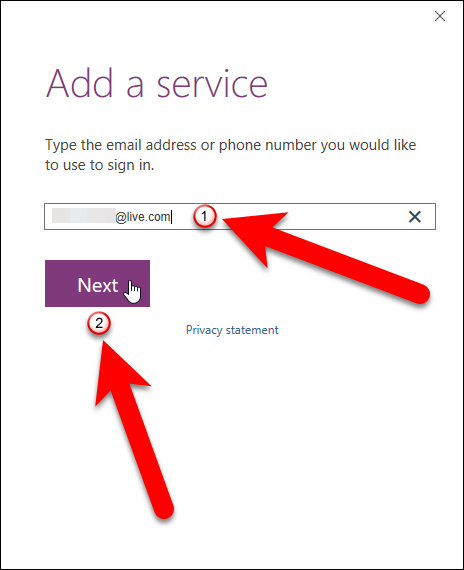 Add a service
Type the email address or phone number you would like
to use to sign in.
@live.com 1
Next
2
Privacy statement